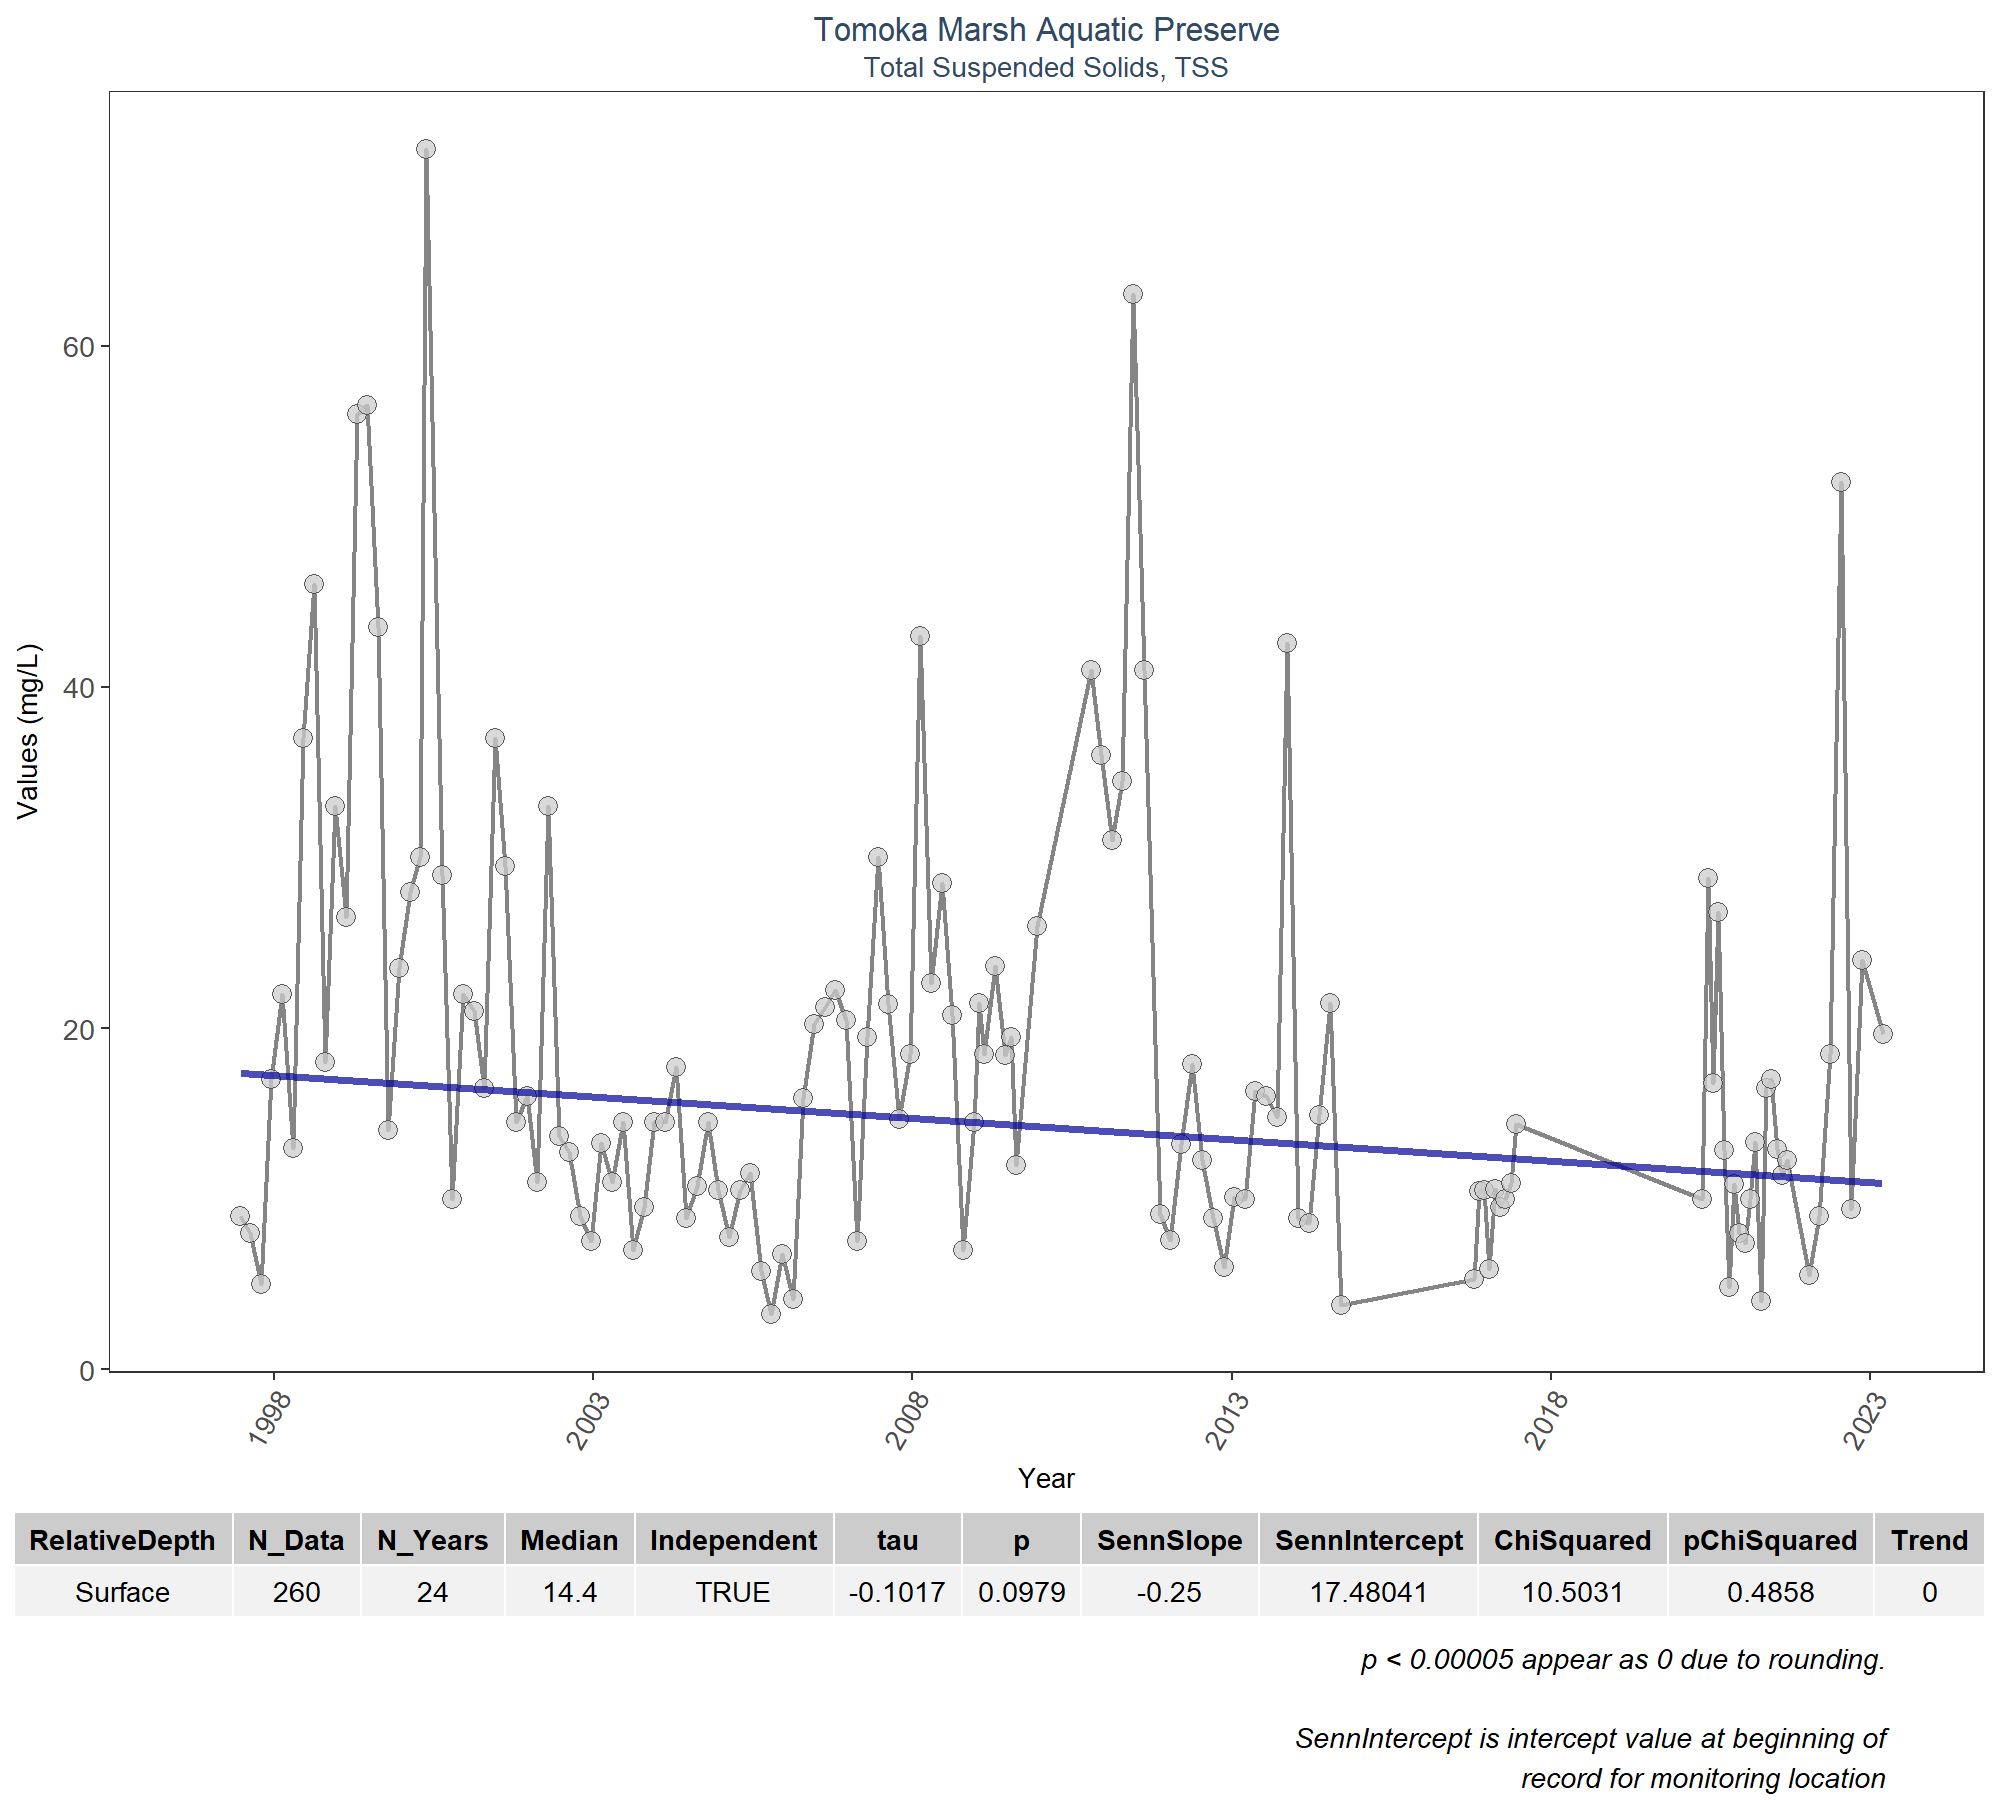 Tomoka Marsh Aquatic Preserve
Total Suspended Solids, TSS
Values (mg/L)
60
40
20
0
1998 2003 2008 2013 2018 2023
Year
RelativeDepth N_Data N_Years Median Independent tau p SennSlope SennIntercept ChiSquared pChiSquared Trend
Surface 260 24 14.4 TRUE -0.1017 0.0979 -0.25 17.48041 10.5031 0.4858 0
p < 0.00005 appear as 0 due to rounding.
SennIntercept is intercept value at beginning of
record for monitoring location